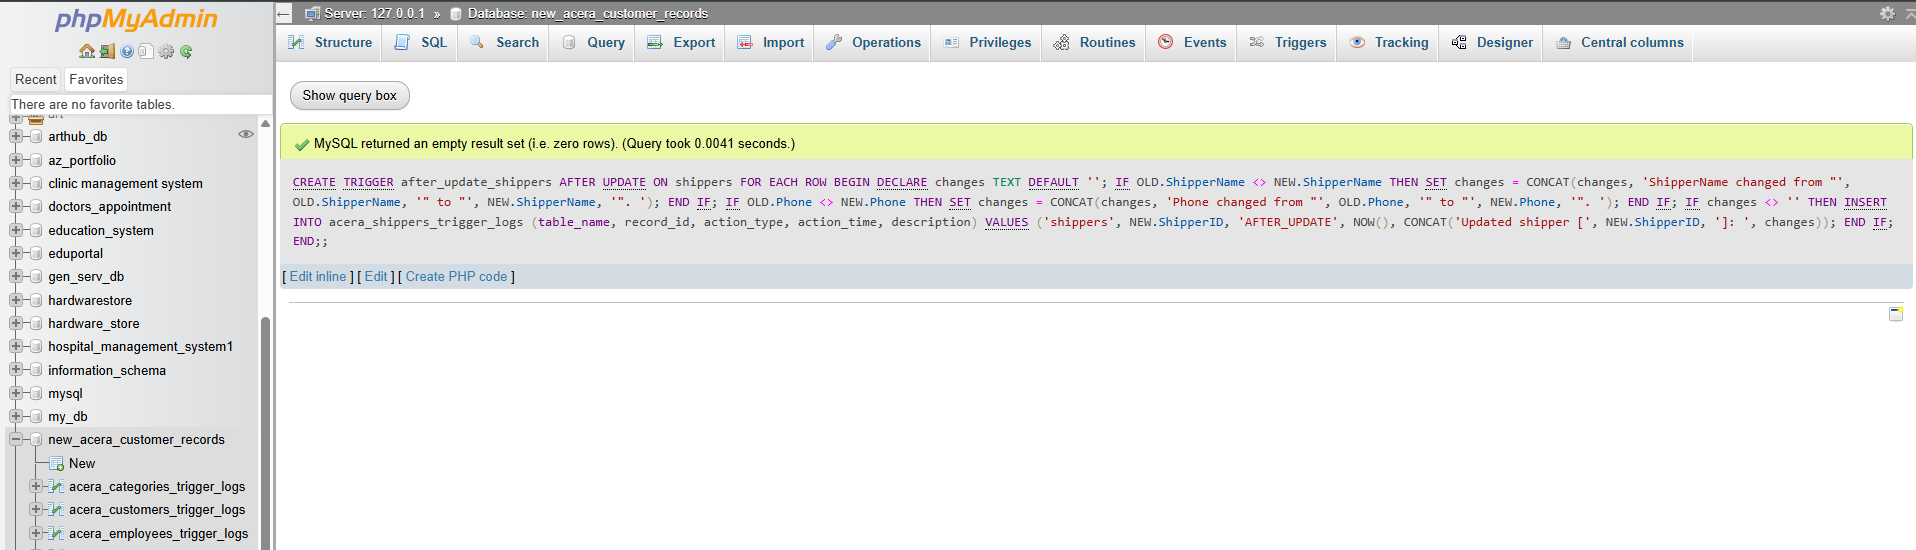 phpMyAdmin
Recent Favorites
There are no favorite tables.
arthub_db
az_portfolio
clinic management system
doctors_appointment
education_system
eduportal
gen_serv_db
hardwarestore
hardware_store
hospital_management_system1
information_schema
mysql
my_db
new_acera_customer_records
New
acera_categories_trigger_logs
acera_customers_trigger_logs
acera_employees_trigger_logs
Server: 127.0.0.1 » Database: new_acera_customer_records
Structure SQL Search Query Export Import Operations Privileges Routines Events Triggers Tracking Designer Central columns
Show query box
MySQL returned an empty result set (i.e. zero rows). (Query took 0.0041 seconds.)
CREATE TRIGGER after_update_shippers AFTER UPDATE ON shippers FOR EACH ROW BEGIN DECLARE changes TEXT DEFAULT ''; IF OLD.ShipperName <> NEW.ShipperName THEN SET changes = CONCAT(changes, 'ShipperName changed from "',
OLD.ShipperName, '" to "', NEW.ShipperName, '". '); END IF; IF OLD.Phone <> NEW.Phone THEN SET changes = CONCAT(changes, 'Phone changed from "', OLD.Phone, '" to "', NEW.Phone, '". '); END IF; IF changes <> '' THEN INSERT
INTO acera_shippers_trigger_logs (table_name, record_id, action_type, action_time, description) VALUES ('shippers', NEW.ShipperID, 'AFTER_UPDATE', NOW(), CONCAT('Updated shipper [', NEW.ShipperID, ']: ', changes)); END IF;
END;;
[ Edit inline ] [ Edit ] [ Create PHP code ]